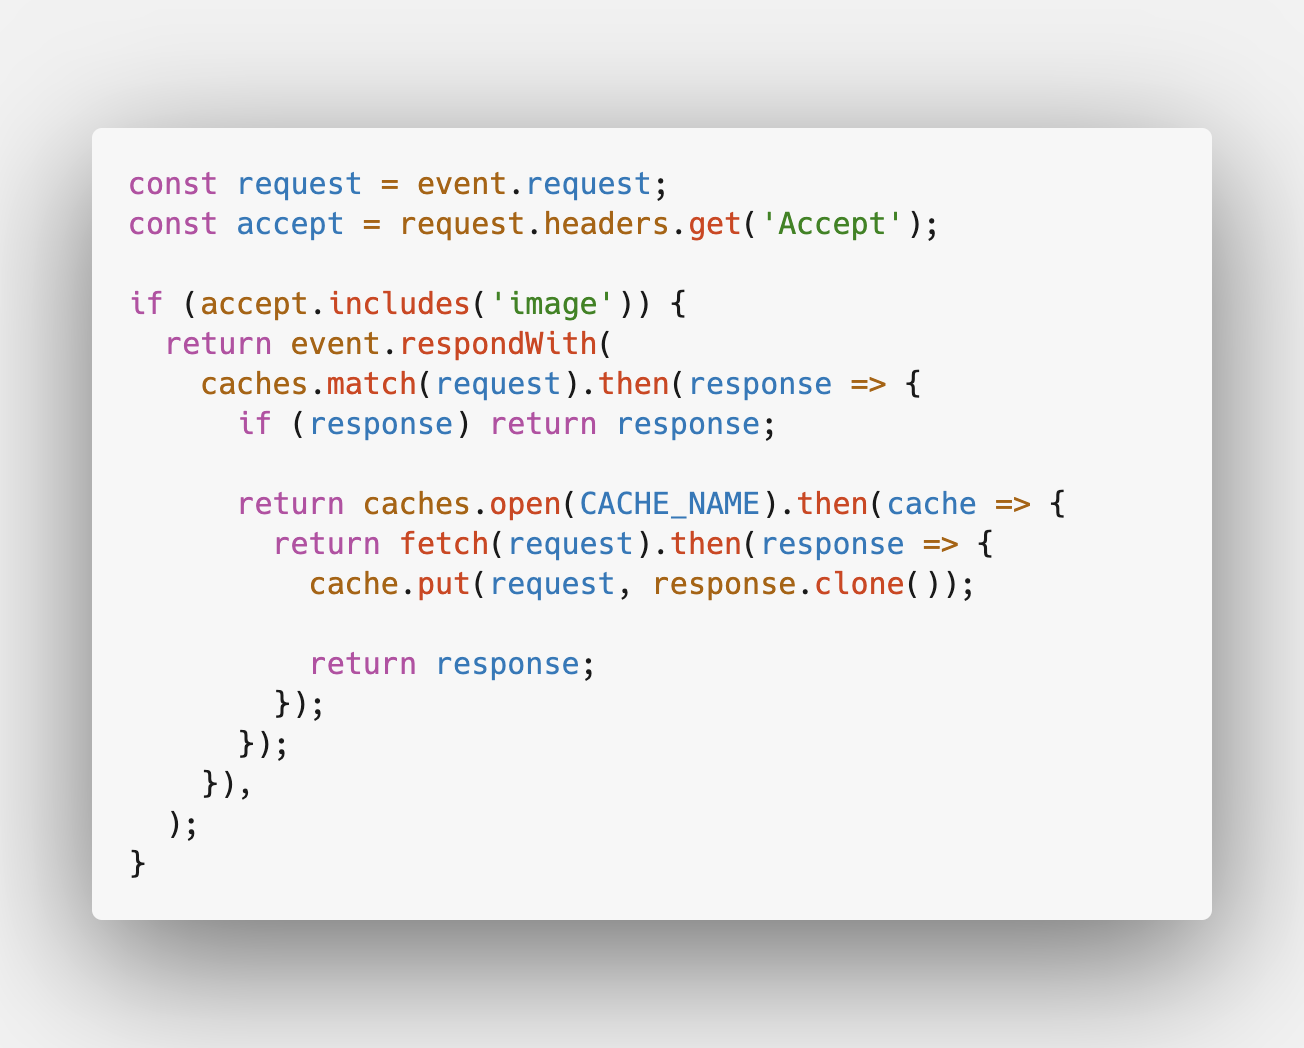 const request = event.request;
const accept = request.headers.get('Accept');

if (accept.includes('image')) {
  return event.respondWith(
    caches.match(request).then(response => {
      if (response) return response;

      return caches.open(CACHE_NAME).then(cache => {
        return fetch(request).then(response => {
          cache.put(request, response.clone());

          return response;
        });
      });
    }),
  );
}